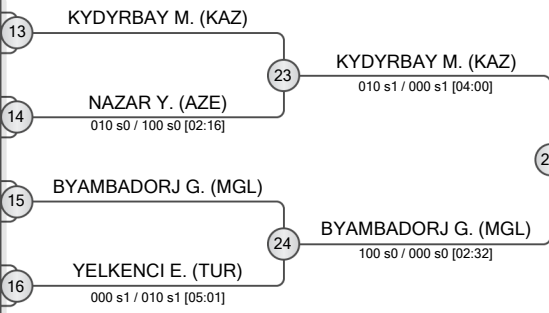 KYDYRBAY M. (KAZ)
13
23
KYDYRBAY M. (KAZ)
010 s1 / 000 s1 [04:00]
NAZAR Y. (AZE)
14
010 s0 / 100 s0 [02:16]
BYAMBADORJ G. (MGL)
15
24
BYAMBADORJ G. (MGL)
100 s0 / 000 s0 [02:32]
YELKENCI E. (TUR)
16
000 s1 / 010 s1 [05:01]